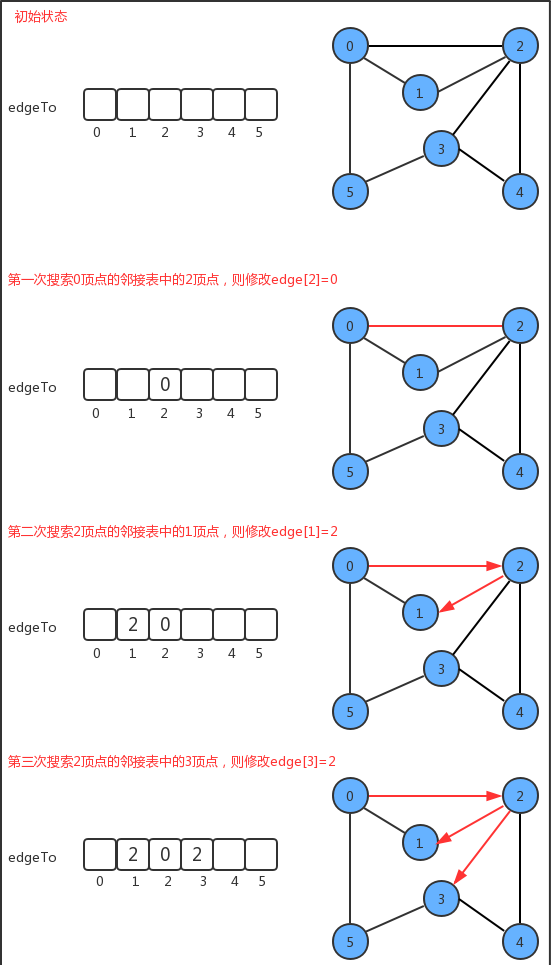 初始状态
0 2
1
edgeTo
0 1 2 3 4 5
3
5 4
第一次搜索0顶点的邻接表中的2顶点，则修改edge[2]=0
0 2
1
edgeTo 0
0 1 2 3 4 5
3
5 4
第二次搜索2顶点的邻接表中的1顶点，则修改edge[1]=2
0 2
1
edgeTo 2 0
0 1 2 3 4 5
3
5 4
第三次搜索2顶点的邻接表中的3顶点，则修改edge[3]=2
0 2
1
edgeTo 2 0 2
0 1 2 3 4 5
3
5 4